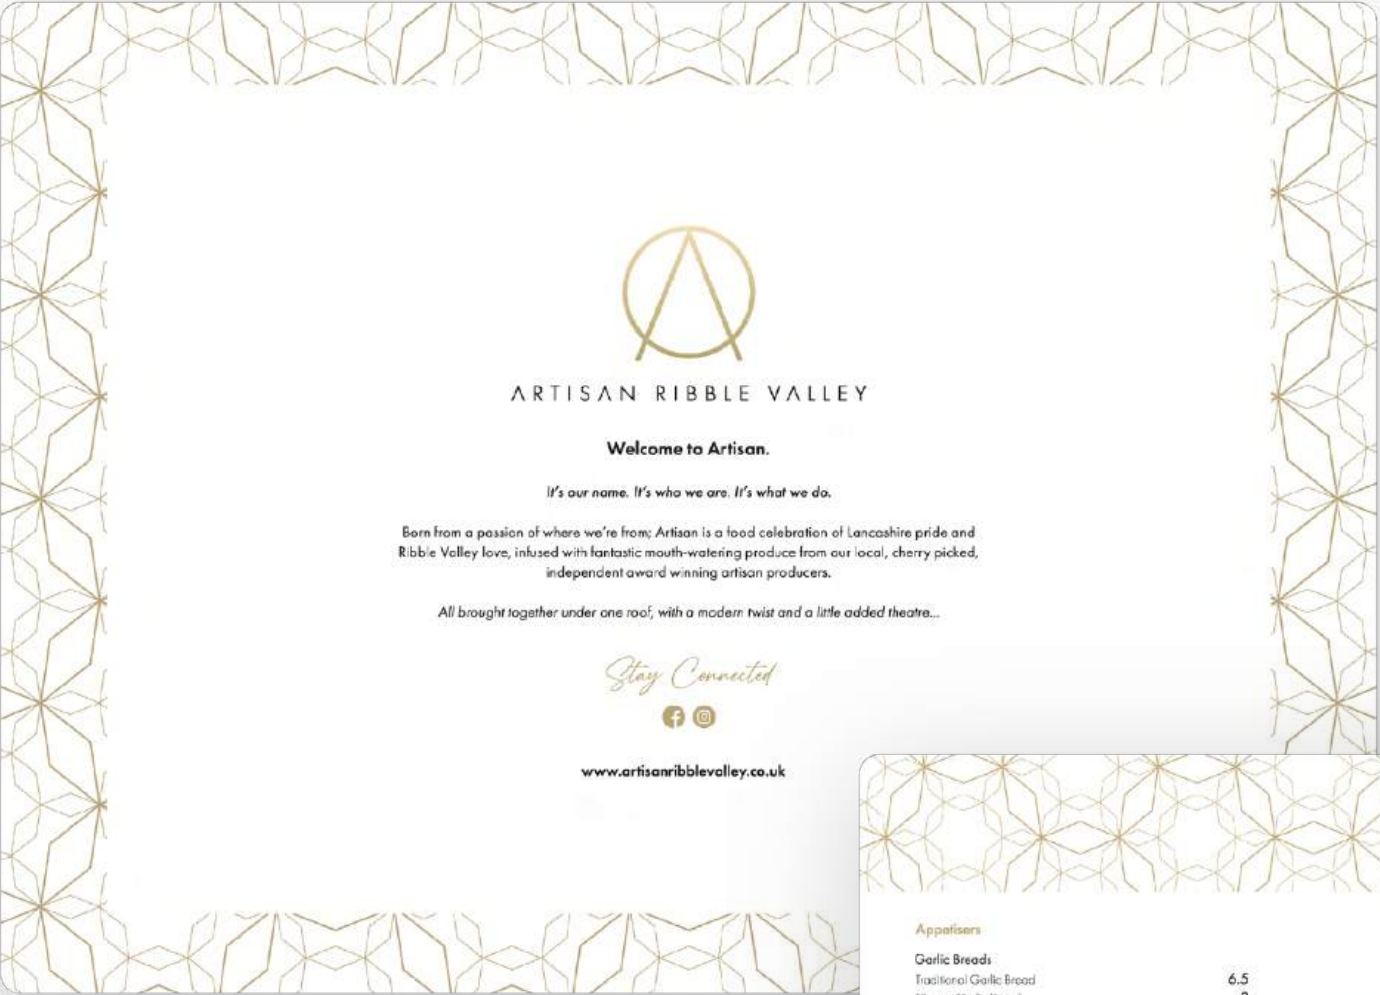 ARTISAN RIBBLE VALLEY
Welcome to Artisan.
It's our name. It's who we are. It's what we do.
Born from a passion of where we're from; Artisan is a food celebration of Lancashire pride and
Ribble Valley love, infused with fantastic mouth-watering produce from our local, cherry picked,
independent award winning artisan producers.
All brought together under one roof, with a modern twist and a little added theatre...
Stay Connected
www.artisanribblevalley.co.uk
Appetisers
Garlic Breads
Traditional Garlic Bread 6.5